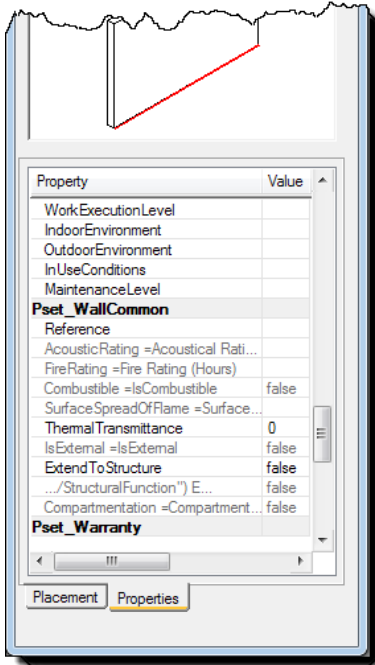 Property Value
WorkExecutionLevel
IndoorEnvironment
OutdoorEnvironment
InUseConditions
MaintenanceLevel
Pset_WallCommon
Reference
AcousticRating =Acoustical Rati...
FireRating =Fire Rating (Hours)
Combustible =IsCombustible false
SurfaceSpreadOfFlame =Surface...
ThermalTransmittance 0
IsExternal =IsExternal false
ExtendToStructure false
.../StructuralFunction") E... false
Compartmentation =Compartment... false
Pset_Warranty
Placement Properties